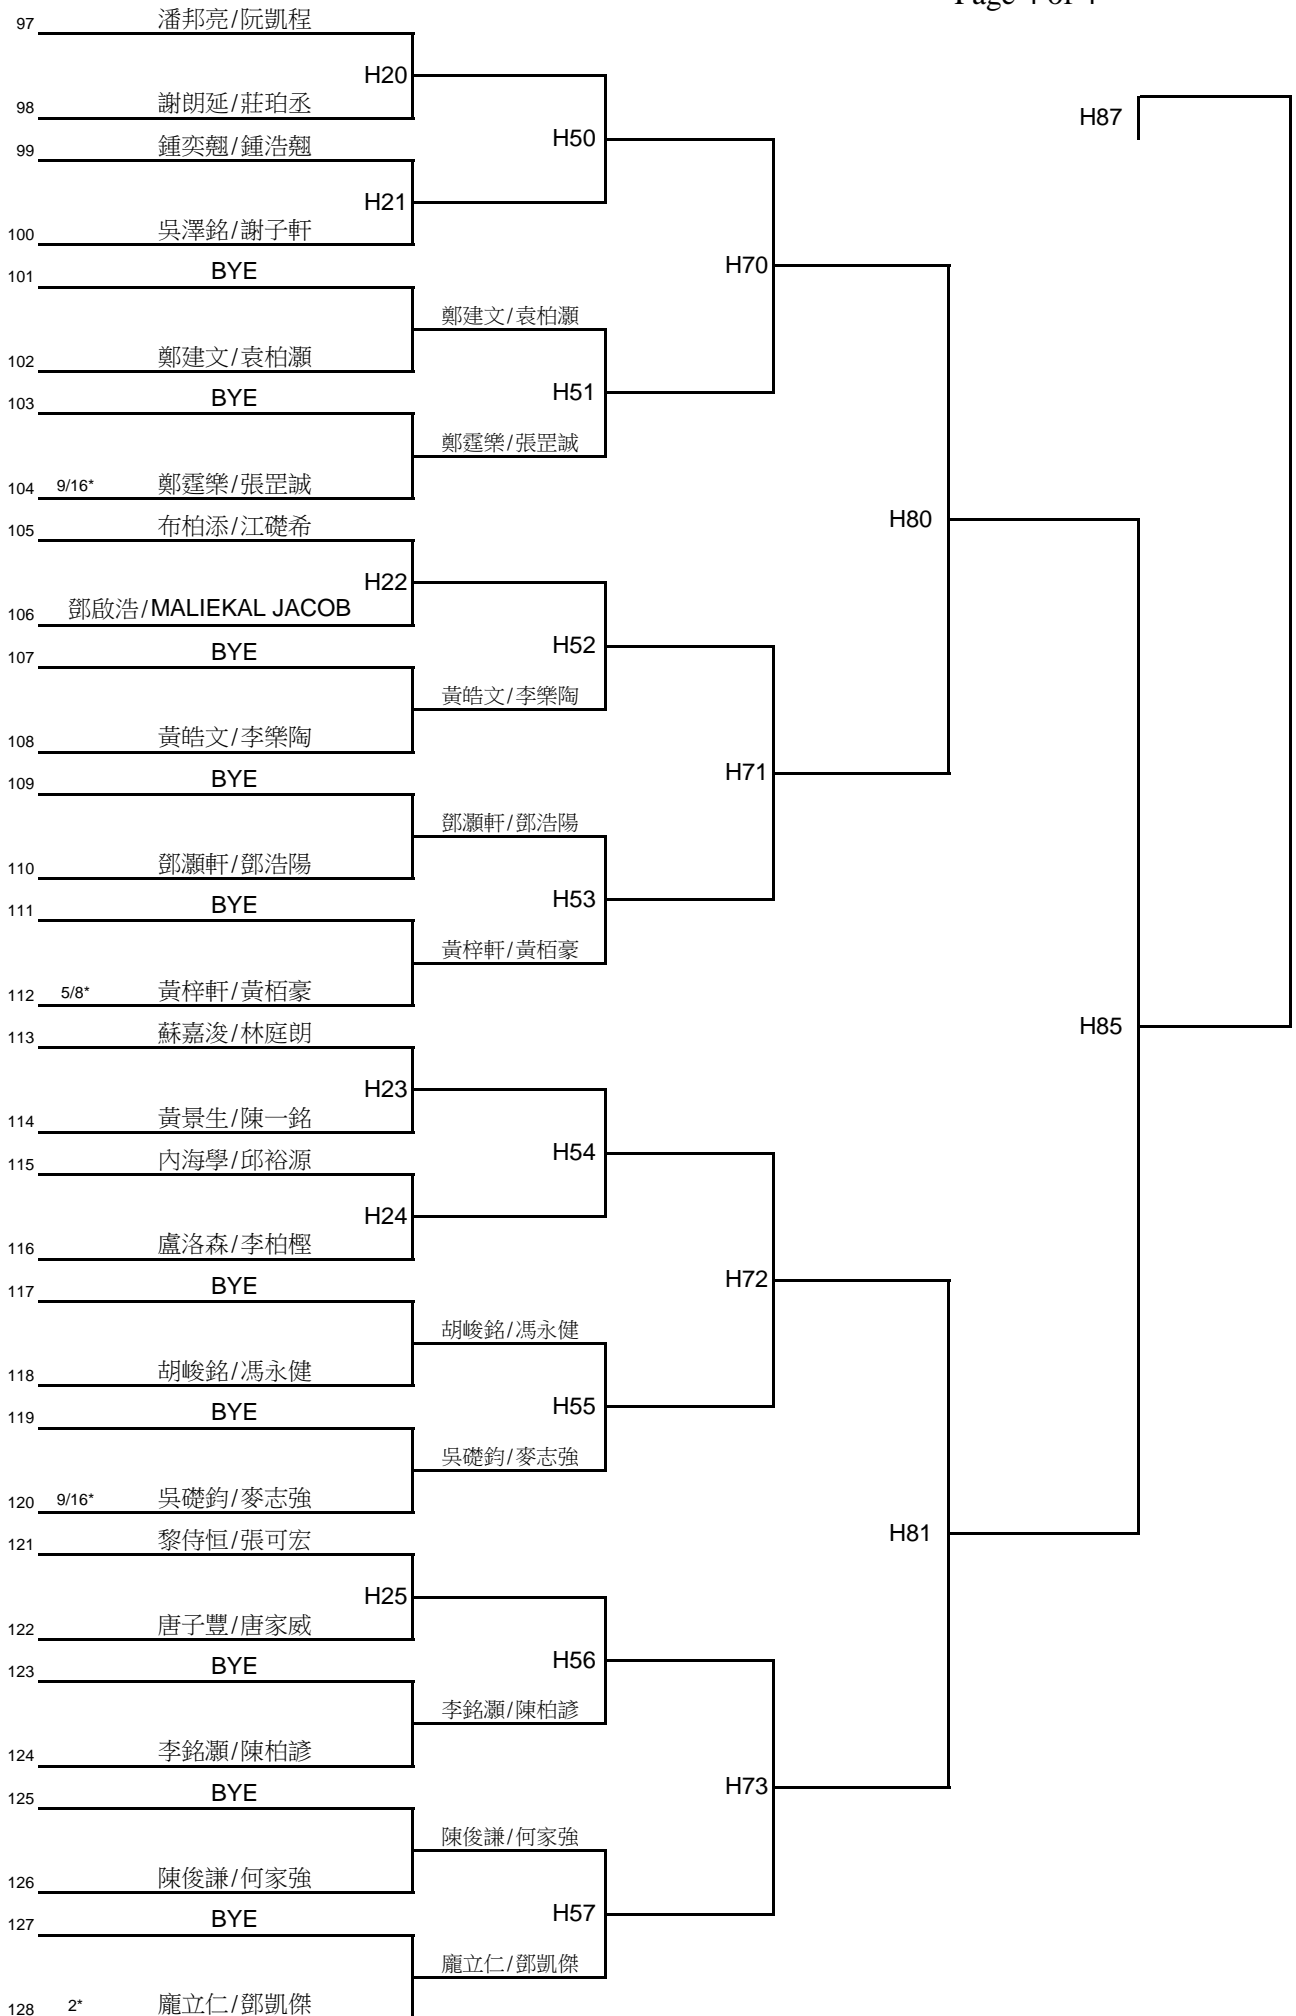 Page 4 of 4
97 潘邦亮/阮凱程
H20
98 謝朗延/莊珀丞
H87
99 鍾奕翹/鍾浩翹
H50
H21
100 吳澤銘/謝子軒
101 BYE
H70
鄭建文/袁柏灝
102 鄭建文/袁柏灝
103 BYE
H51
鄭霆樂/張罡誠
104 9/16* 鄭霆樂/張罡誠
105 布柏添/江礎希
H80
H22
106 鄧啟浩/MALIEKAL JACOB
107 BYE
H52
黃皓文/李樂陶
108 黃皓文/李樂陶
109 BYE
H71
鄧灝軒/鄧浩陽
110 鄧灝軒/鄧浩陽
111 BYE
H53
黃梓軒/黃栢豪
112 5/8* 黃梓軒/黃栢豪
113 蘇嘉浚/林庭朗
H85
H23
114 黃景生/陳一銘
115 內海學/邱裕源
H54
H24
116 盧洛森/李柏樫
117 BYE
H72
胡峻銘/馮永健
118 胡峻銘/馮永健
119 BYE
H55
吳礎鈞/麥志強
120 9/16* 吳礎鈞/麥志強
121 黎侍恒/張可宏
H81
H25
122 唐子豐/唐家威
123 BYE
H56
李銘灝/陳柏諺
124 李銘灝/陳柏諺
125 BYE
H73
陳俊謙/何家強
126 陳俊謙/何家強
127 BYE
H57
龐立仁/鄧凱傑
128 2* 龐立仁/鄧凱傑